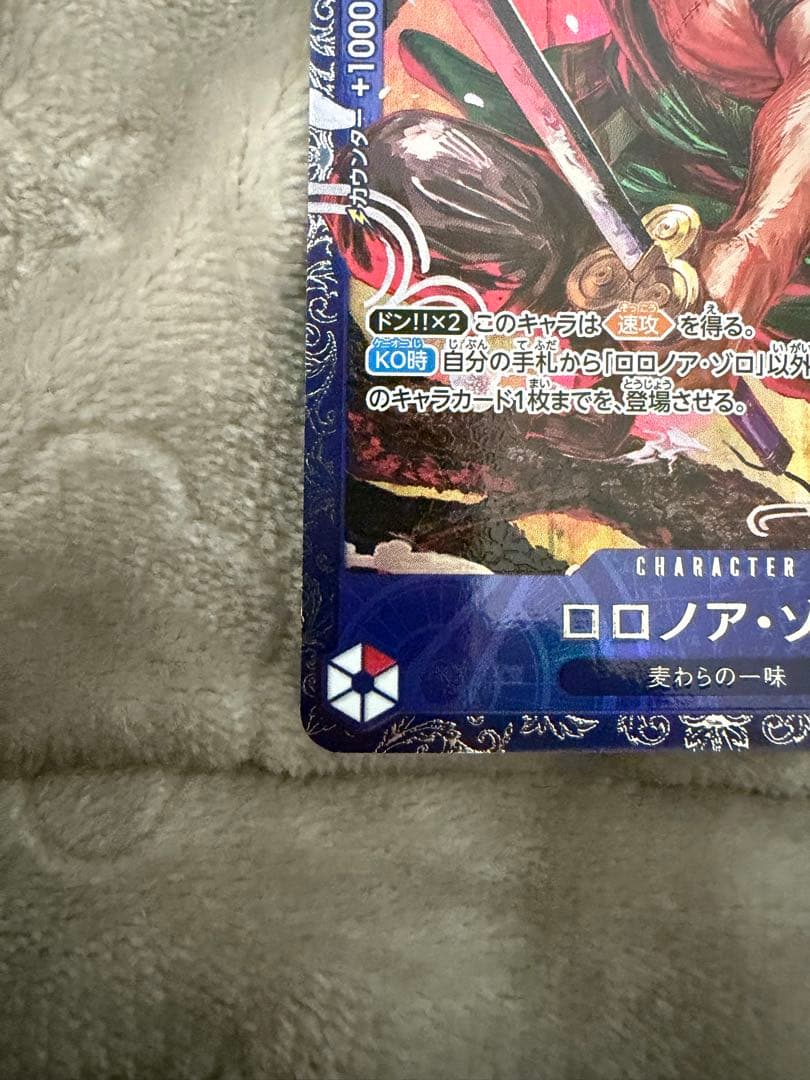 カウンター +1000
ドン!!×2 このキャラは 速攻 を得る。
KO時 自分の手札から「ロロノア・ゾロ」以外
のキャラカード1枚までを、登場させる。
CHARACTER
ロロノア・ゾ
麦わらの一味